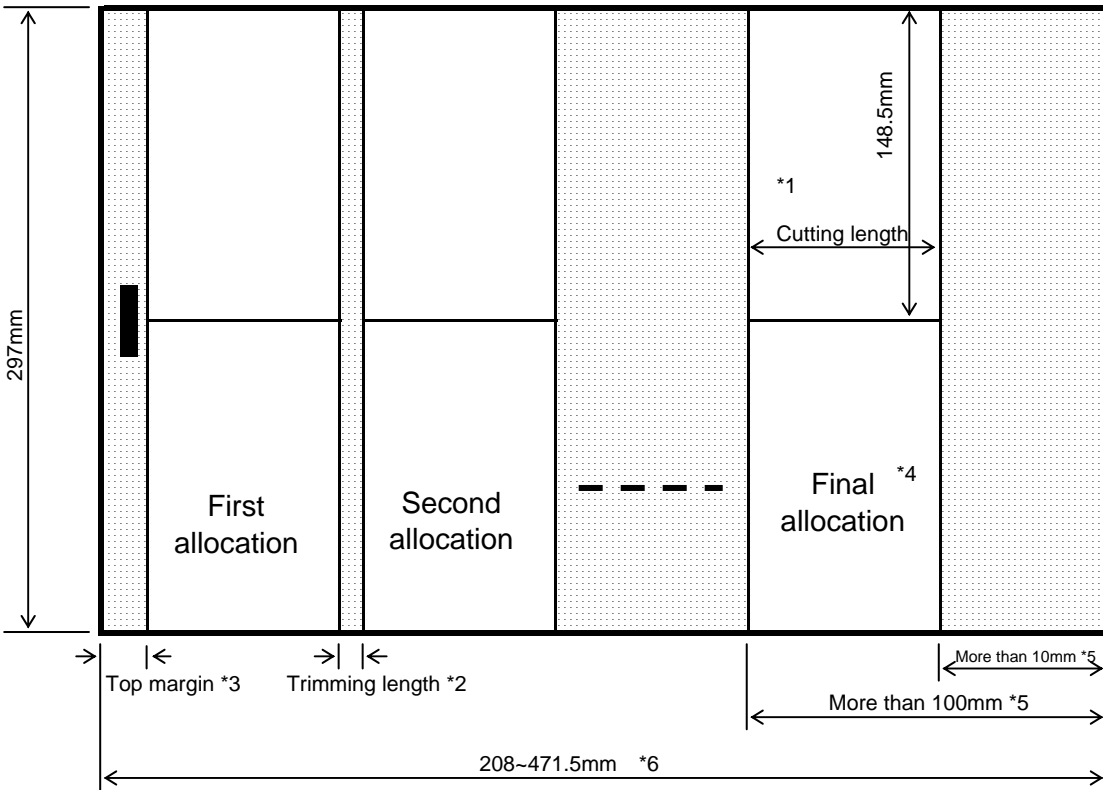 148.5mm
*1
Cutting length
297mm
First
allocation
Second
allocation
Final *4
allocation
Top margin *3
Trimming length *2
More than 10mm *5
More than 100mm *5
208~471.5mm *6